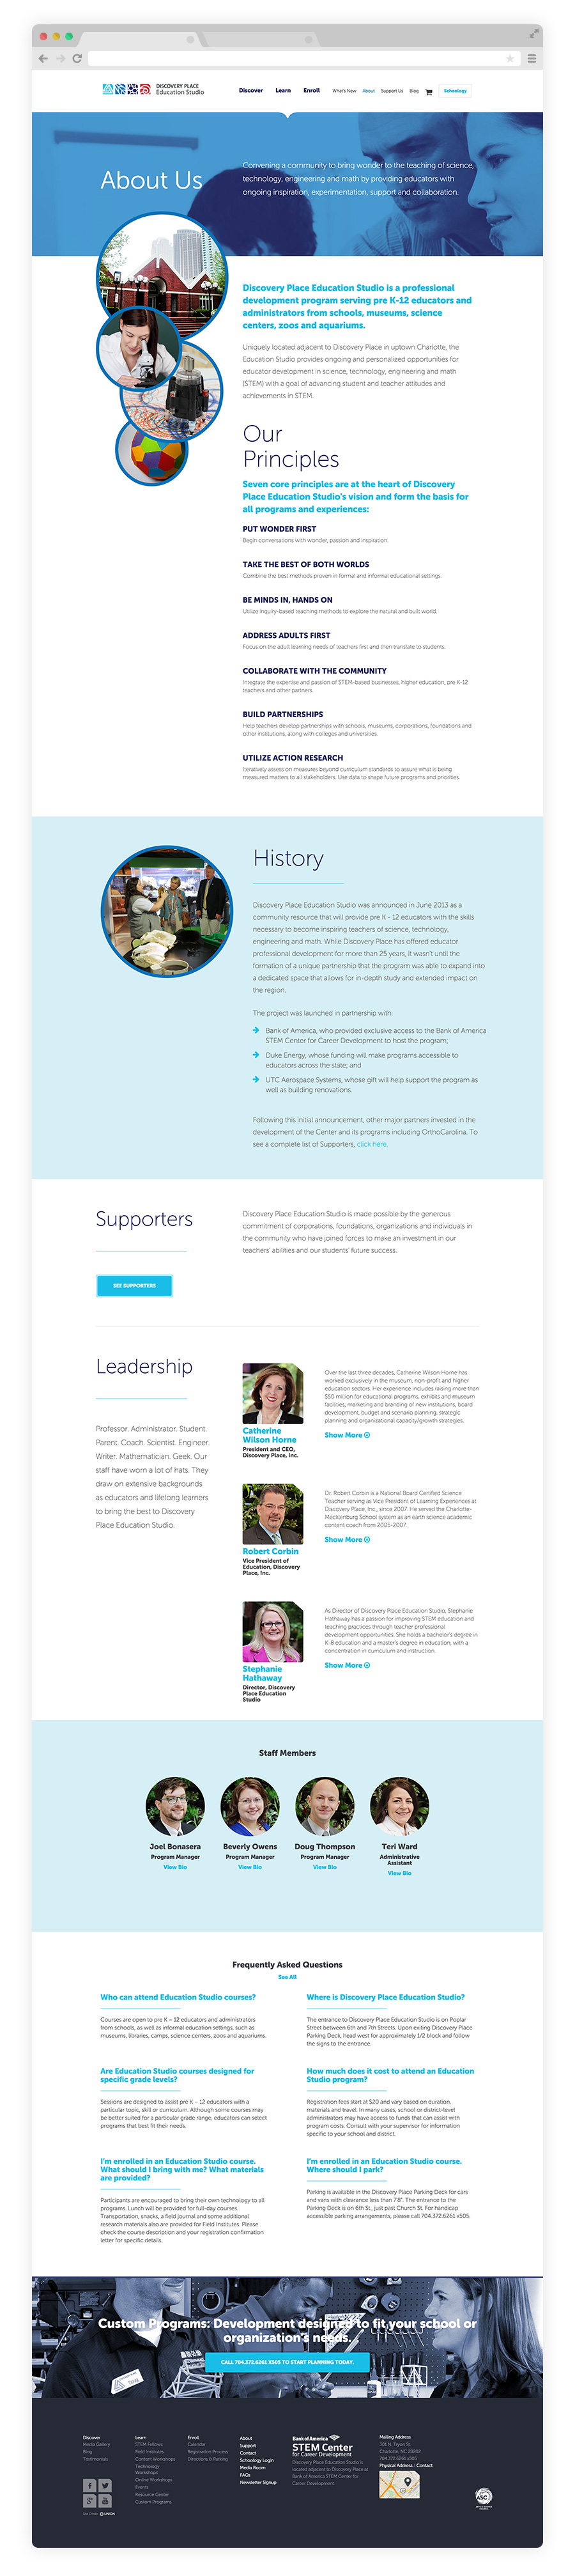 DISCOVERY PLACE
Education Studio
Discover Learn Enroll What's New About Support Us Blog Schoology
About Us
Convening a community to bring wonder to the teaching of science,
technology, engineering and math by providing educators with
ongoing inspiration, experimentation, support and collaboration.
Discovery Place Education Studio is a professional
development program serving pre K-12 educators and
administrators from schools, museums, science
centers, zoos and aquariums.
Uniquely located adjacent to Discovery Place in uptown Charlotte, the
Education Studio provides ongoing and personalized opportunities for
educator development in science, technology, engineering and math
(STEM) with a goal of advancing student and teacher attitudes and
achievements in STEM.
Our
Principles
Seven core principles are at the heart of Discovery
Place Education Studio's vision and form the basis for
all programs and experiences:
PUT WONDER FIRST
Begin conversations with wonder, passion and inspiration.
TAKE THE BEST OF BOTH WORLDS
Combine the best methods proven in formal and informal educational settings.
BE MINDS IN, HANDS ON
Utilize inquiry-based teaching methods to explore the natural and built world.
ADDRESS ADULTS FIRST
Focus on the adult learning needs of teachers first and then translate to students.
COLLABORATE WITH THE COMMUNITY
Integrate the expertise and passion of STEM-based businesses, higher education, pre K-12
teachers and other partners.
BUILD PARTNERSHIPS
Help teachers develop partnerships with schools, museums, corporations, foundations and
other institutions, along with colleges and universities.
UTILIZE ACTION RESEARCH
Iteratively assess on measures beyond curriculum standards to assure what is being
measured matters to all stakeholders. Use data to shape future programs and priorities.
History
Discovery Place Education Studio was announced in June 2013 as a
community resource that will provide pre K - 12 educators with the skills
necessary to become inspiring teachers of science, technology,
engineering and math. While Discovery Place has offered educator
professional development for more than 25 years, it wasn't until the
formation of a unique partnership that the program was able to expand into
a dedicated space that allows for in-depth study and extended impact on
the region.
The project was launched in partnership with:
Bank of America, who provided exclusive access to the Bank of America
STEM Center for Career Development to host the program;
Duke Energy, whose funding will make programs accessible to
educators across the state; and
UTC Aerospace Systems, whose gift will help support the program as
well as building renovations.
Following this initial announcement, other major partners invested in the
development of the Center and its programs including OrthoCarolina. To
see a complete list of Supporters, click here.
Supporters
Discovery Place Education Studio is made possible by the generous
commitment of corporations, foundations, organizations and individuals in
the community who have joined forces to make an investment in our
teachers' abilities and our students' future success.
SEE SUPPORTERS
Leadership
Professor. Administrator. Student.
Parent. Coach. Scientist. Engineer.
Writer. Mathematician. Geek. Our
staff have worn a lot of hats. They
draw on extensive backgrounds
as educators and lifelong learners
to bring the best to Discovery
Place Education Studio.
Catherine
Wilson Horne
President and CEO,
Discovery Place, Inc.
Over the last three decades, Catherine Wilson Horne has
worked exclusively in the museum, non-profit and higher
education sectors. Her experience includes raising more than
$50 million for educational programs, exhibits and museum
facilities, marketing and branding of new institutions, board
development, budget and scenario planning, strategic
planning and organizational capacity/growth strategies.
Show More
Robert Corbin
Vice President of
Education, Discovery
Place, Inc.
Dr. Robert Corbin is a National Board Certified Science
Teacher serving as Vice President of Learning Experiences at
Discovery Place, Inc., since 2007. He served the Charlotte-
Mecklenburg School system as an earth science academic
content coach from 2005-2007.
Show More
Stephanie
Hathaway
Director, Discovery
Place Education
Studio
As Director of Discovery Place Education Studio, Stephanie
Hathaway has a passion for improving STEM education and
teaching practices through teacher professional
development opportunities. She holds a bachelor's degree in
K-8 education and a master's degree in education, with a
concentration in curriculum and instruction.
Show More
Staff Members
Joel Bonasera
Program Manager
View Bio
Beverly Owens
Program Manager
View Bio
Doug Thompson
Program Manager
View Bio
Teri Ward
Administrative
Assistant
View Bio
Frequently Asked Questions
See All
Who can attend Education Studio courses?
Courses are open to pre K – 12 educators and administrators
from schools, as well as informal education settings, such as
museums, libraries, camps, science centers, zoos and aquariums.
Where is Discovery Place Education Studio?
The entrance to Discovery Place Education Studio is on Poplar
Street between 6th and 7th Streets. Upon exiting Discovery Place
Parking Deck, head west for approximately 1/2 block and follow
the signs to the entrance.
Are Education Studio courses designed for
specific grade levels?
Sessions are designed to assist pre K – 12 educators with a
particular topic, skill or curriculum. Although some courses may
be better suited for a particular grade range, educators can select
programs that best fit their needs.
How much does it cost to attend an Education
Studio program?
Registration fees start at $20 and vary based on duration,
materials and travel. In many cases, school or district-level
administrators may have access to funds that can assist with
program costs. Consult with your supervisor for information
specific to your school and district.
I'm enrolled in an Education Studio course.
What should I bring with me? What materials
are provided?
Participants are encouraged to bring their own technology to all
programs. Lunch will be provided for full-day courses.
Transportation, snacks, a field journal and some additional
research materials also are provided for Field Institutes. Please
check the course description and your registration confirmation
letter for specific details.
I'm enrolled in an Education Studio course.
Where should I park?
Parking is available in the Discovery Place Parking Deck for cars
and vans with clearance less than 7'8". The entrance to the
Parking Deck is on 6th St., just past Church St. For handicap
accessible parking arrangements, please call 704.372.6261 x505.
Custom Programs: Development designed to fit your school or
organization's needs.
CALL 704.372.6261 X505 TO START PLANNING TODAY.
Discover
Media Gallery
Blog
Testimonials
Learn
STEM Fellows
Field Institutes
Content Workshops
Technology
Workshops
Online Workshops
Events
Resource Center
Custom Programs
Enroll
Calendar
Registration Process
Directions & Parking
About
Support
Contact
Schoology Login
Media Room
FAQs
Newsletter Signup
Bank of America
STEM Center
for Career Development
Discovery Place Education Studio is
located adjacent to Discovery Place at
Bank of America STEM Center for
Career Development
Mailing Address
301 N. Tryon St.
Charlotte, NC 28202
704.372.6261 x505
Physical Address / Contact
Site Credit UNION
ASC